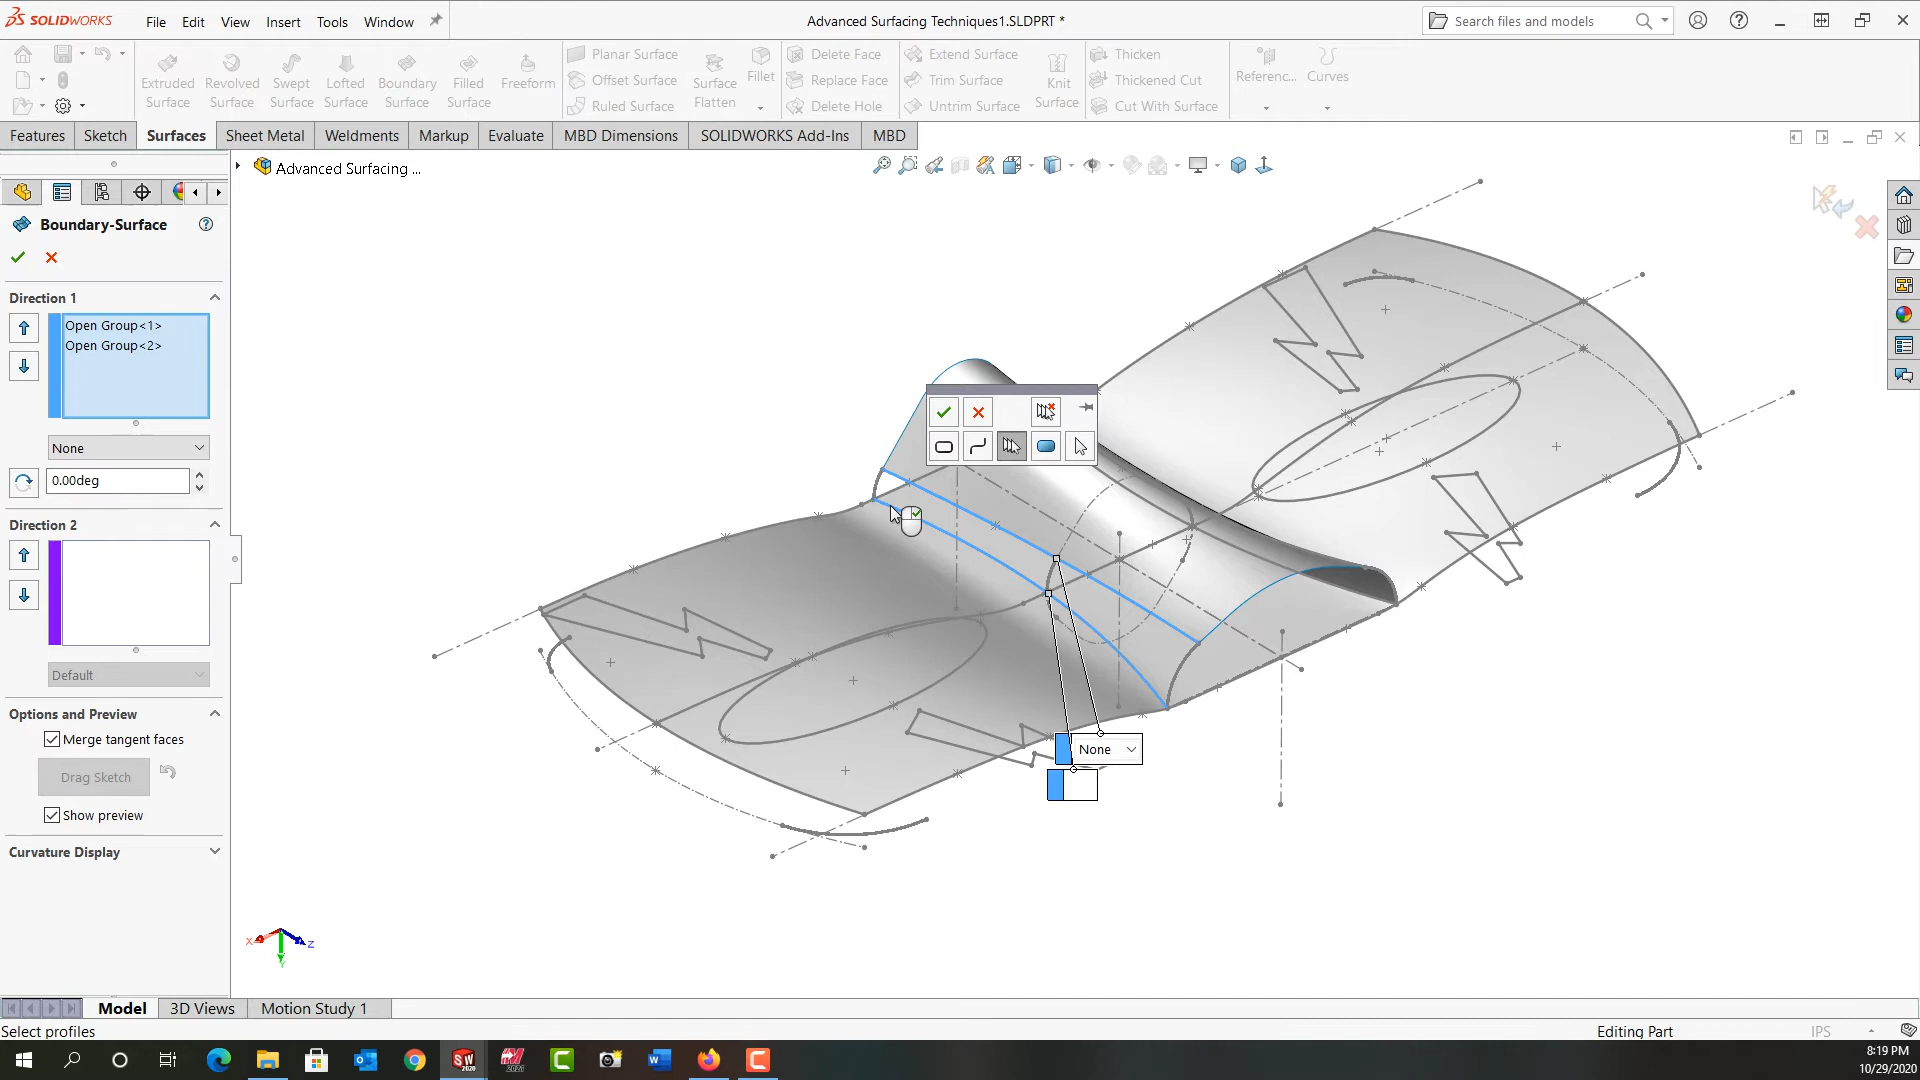 SOLIDWORKS
File Edit View Insert Tools Window
Advanced Surfacing Techniques1.SLDPRT *
Search files and models
Extruded Surface
Revolved Surface
Swept Surface
Lofted Surface
Boundary Surface
Filled Surface
Freeform
Planar Surface
Offset Surface
Ruled Surface
Surface Flatten
Fillet
Delete Face
Replace Face
Delete Hole
Extend Surface
Trim Surface
Untrim Surface
Knit Surface
Thicken
Thickened Cut
Cut With Surface
Referenc...
Curves
Features Sketch Surfaces Sheet Metal Weldments Markup Evaluate MBD Dimensions SOLIDWORKS Add-Ins MBD
Advanced Surfacing ...
Boundary-Surface
Direction 1
Open Group<1>
Open Group<2>
None
0.00deg
Direction 2
Default
Options and Preview
Merge tangent faces
Drag Sketch
Show preview
Curvature Display
None
X
Y
Z
Model 3D Views Motion Study 1
Select profiles
Editing Part
IPS
SW
2020
2021
C
W
C
8:19 PM
10/29/2020